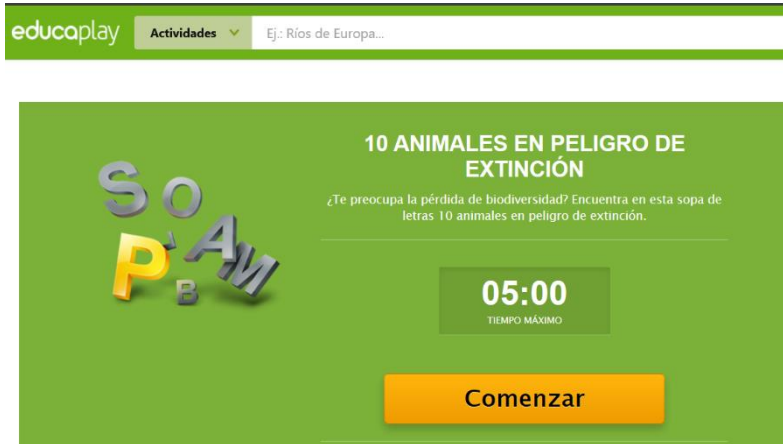 educaplay Actividades Ej.: Ríos de Europa...
10 ANIMALES EN PELIGRO DE
EXTINCIÓN
¿Te preocupa la pérdida de biodiversidad? Encuentra en esta sopa de
letras 10 animales en peligro de extinción.
S O
P L A M
B
05:00
TIEMPO MÁXIMO
Comenzar